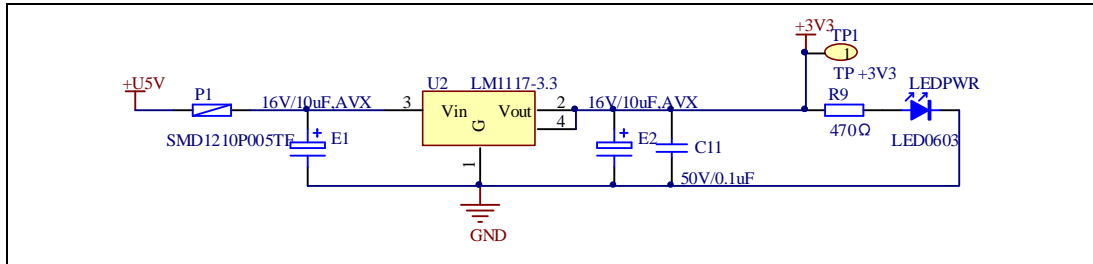 +3V3
TP1
1
TP +3V3
+U5V
P1
SMD1210P005TF
16V/10uF,AVX
E1
U2
LM1117-3.3
3
Vin
G
Vout
2
4
1
16V/10uF,AVX
E2
C11
50V/0.1uF
R9
470Ω
LEDPWR
LED0603
GND